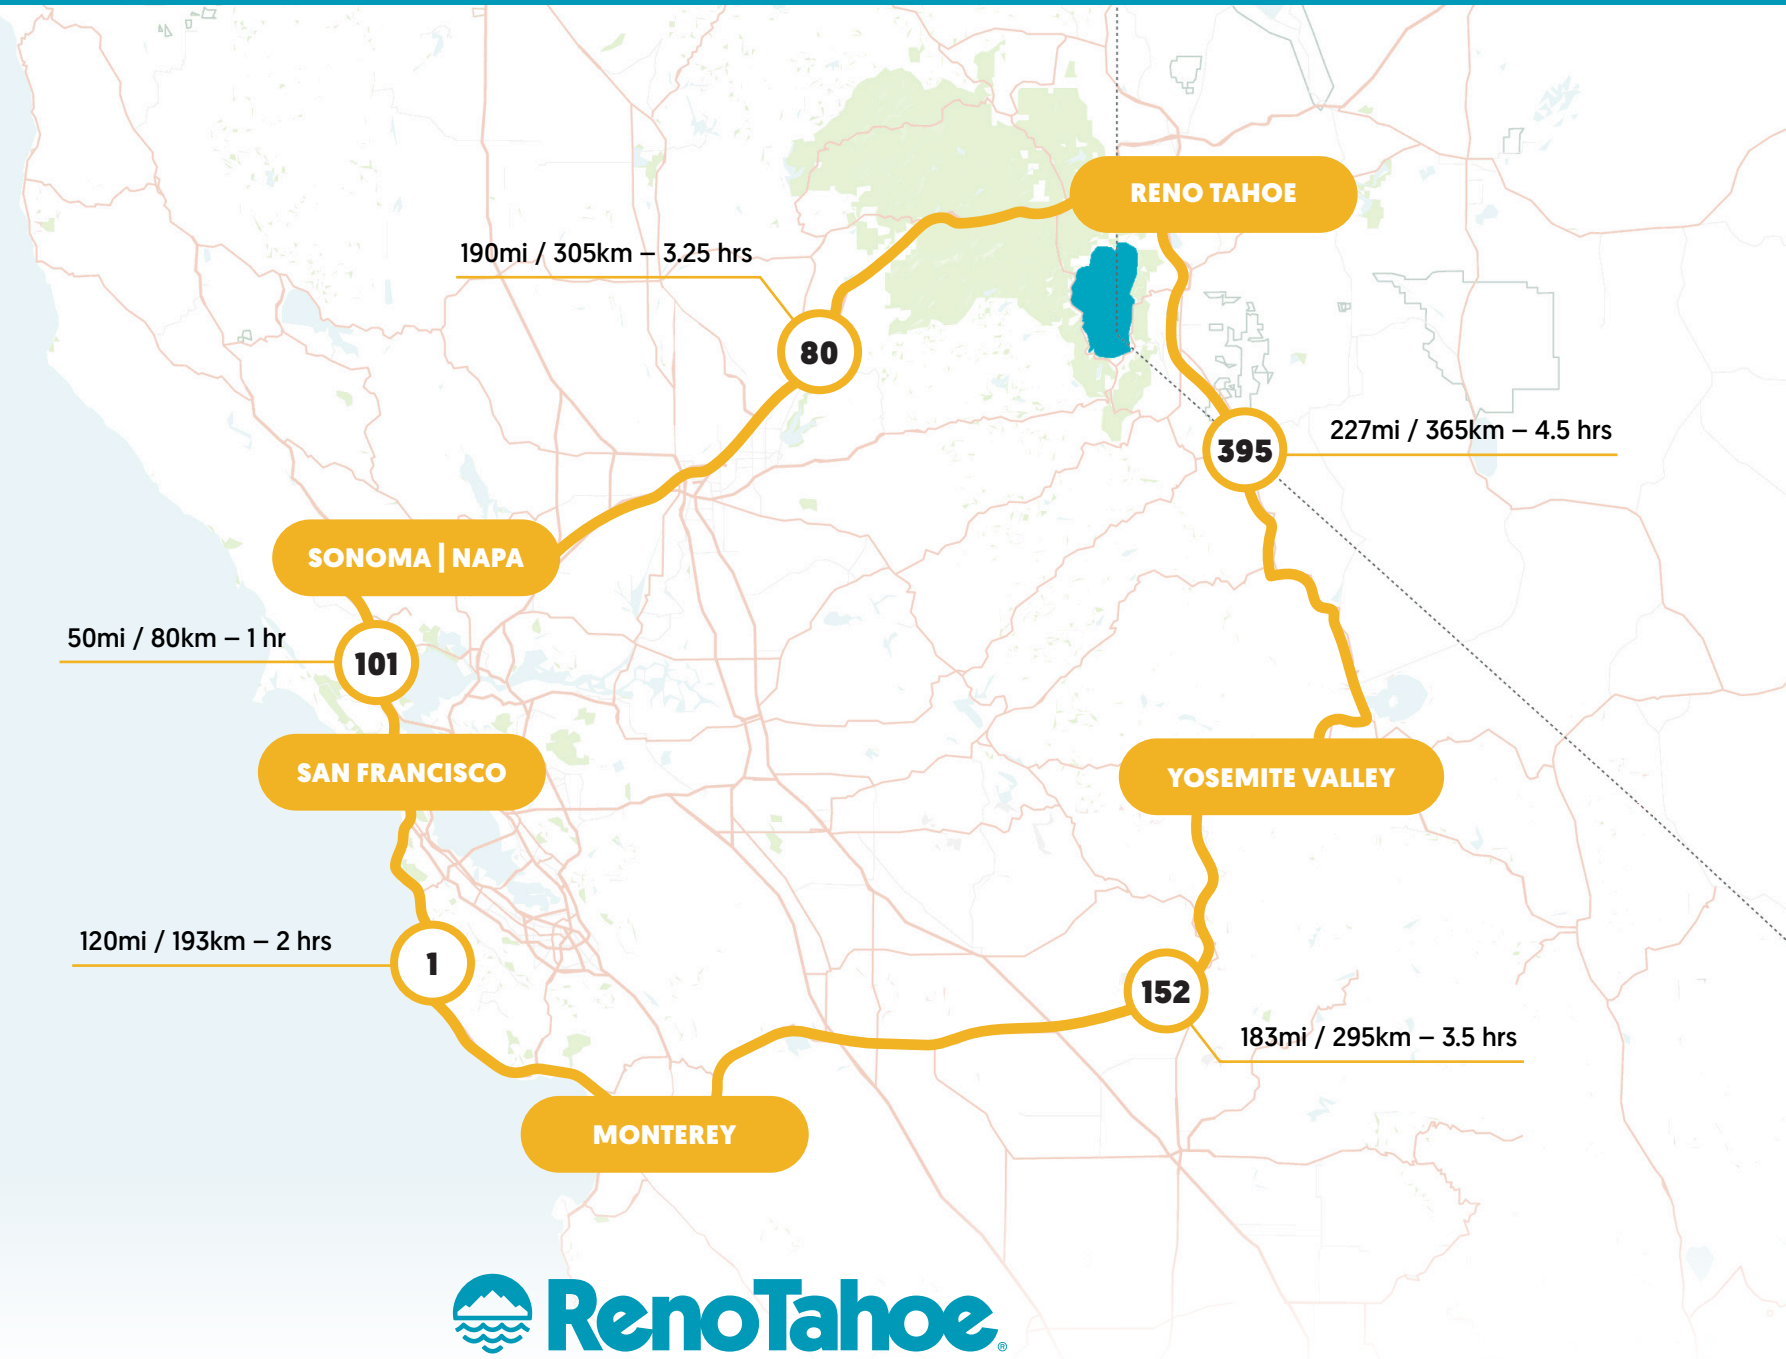 RENO TAHOE
190mi / 305km – 3.25 hrs
80
227mi / 365km – 4.5 hrs
395
SONOMA | NAPA
50mi / 80km – 1 hr
101
SAN FRANCISCO
YOSEMITE VALLEY
120mi / 193km – 2 hrs
1
152
183mi / 295km – 3.5 hrs
MONTEREY
RenoTahoe®